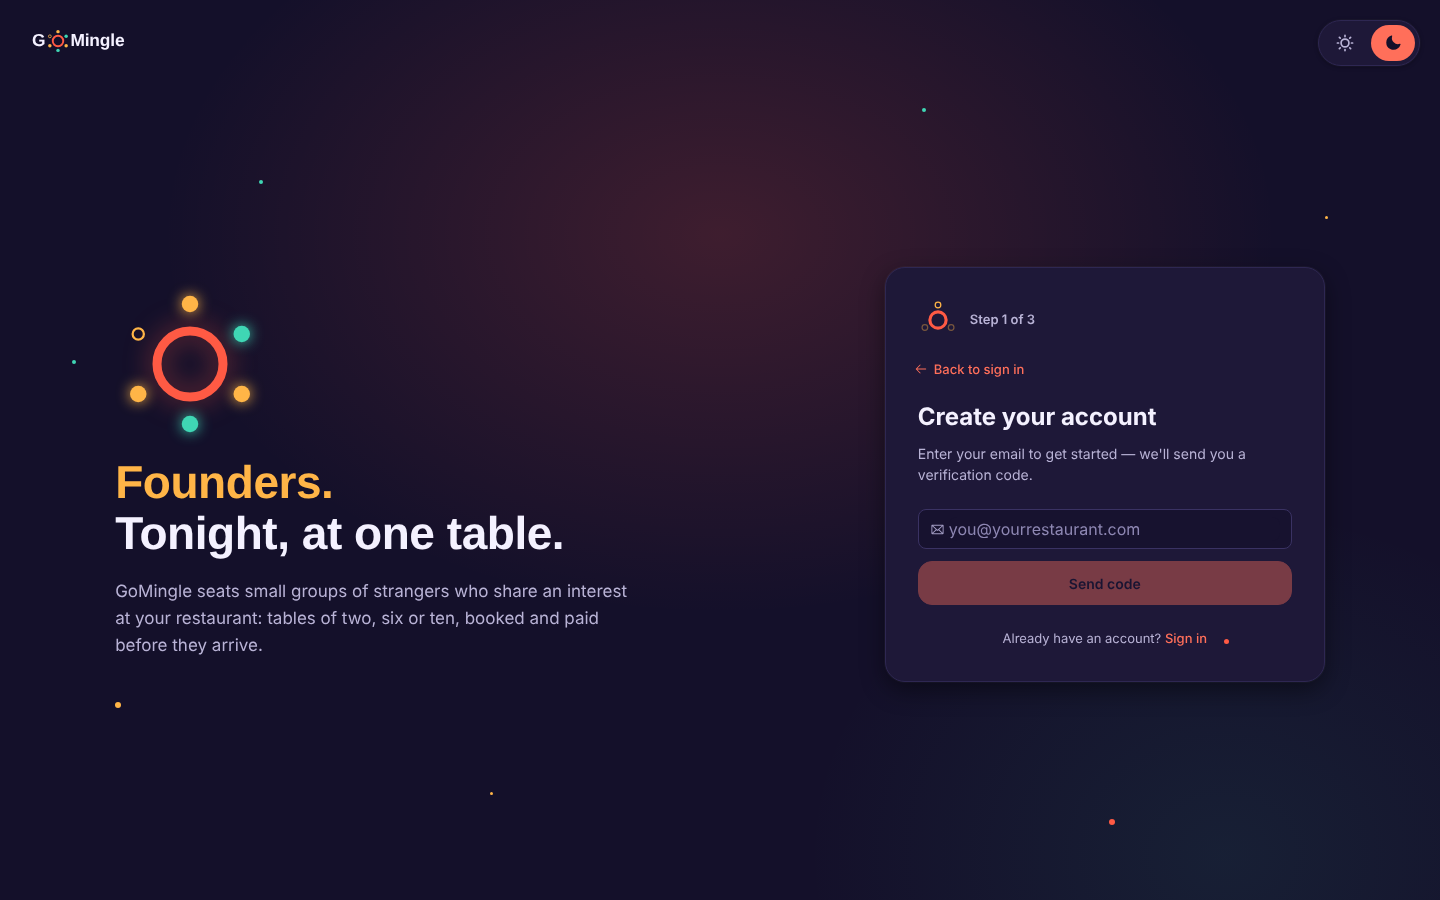 GoMingle
Founders.
Tonight, at one table.
GoMingle seats small groups of strangers who share an interest
at your restaurant: tables of two, six or ten, booked and paid
before they arrive.
Step 1 of 3
← Back to sign in
Create your account
Enter your email to get started — we'll send you a
verification code.
you@yourrestaurant.com
Send code
Already have an account? Sign in